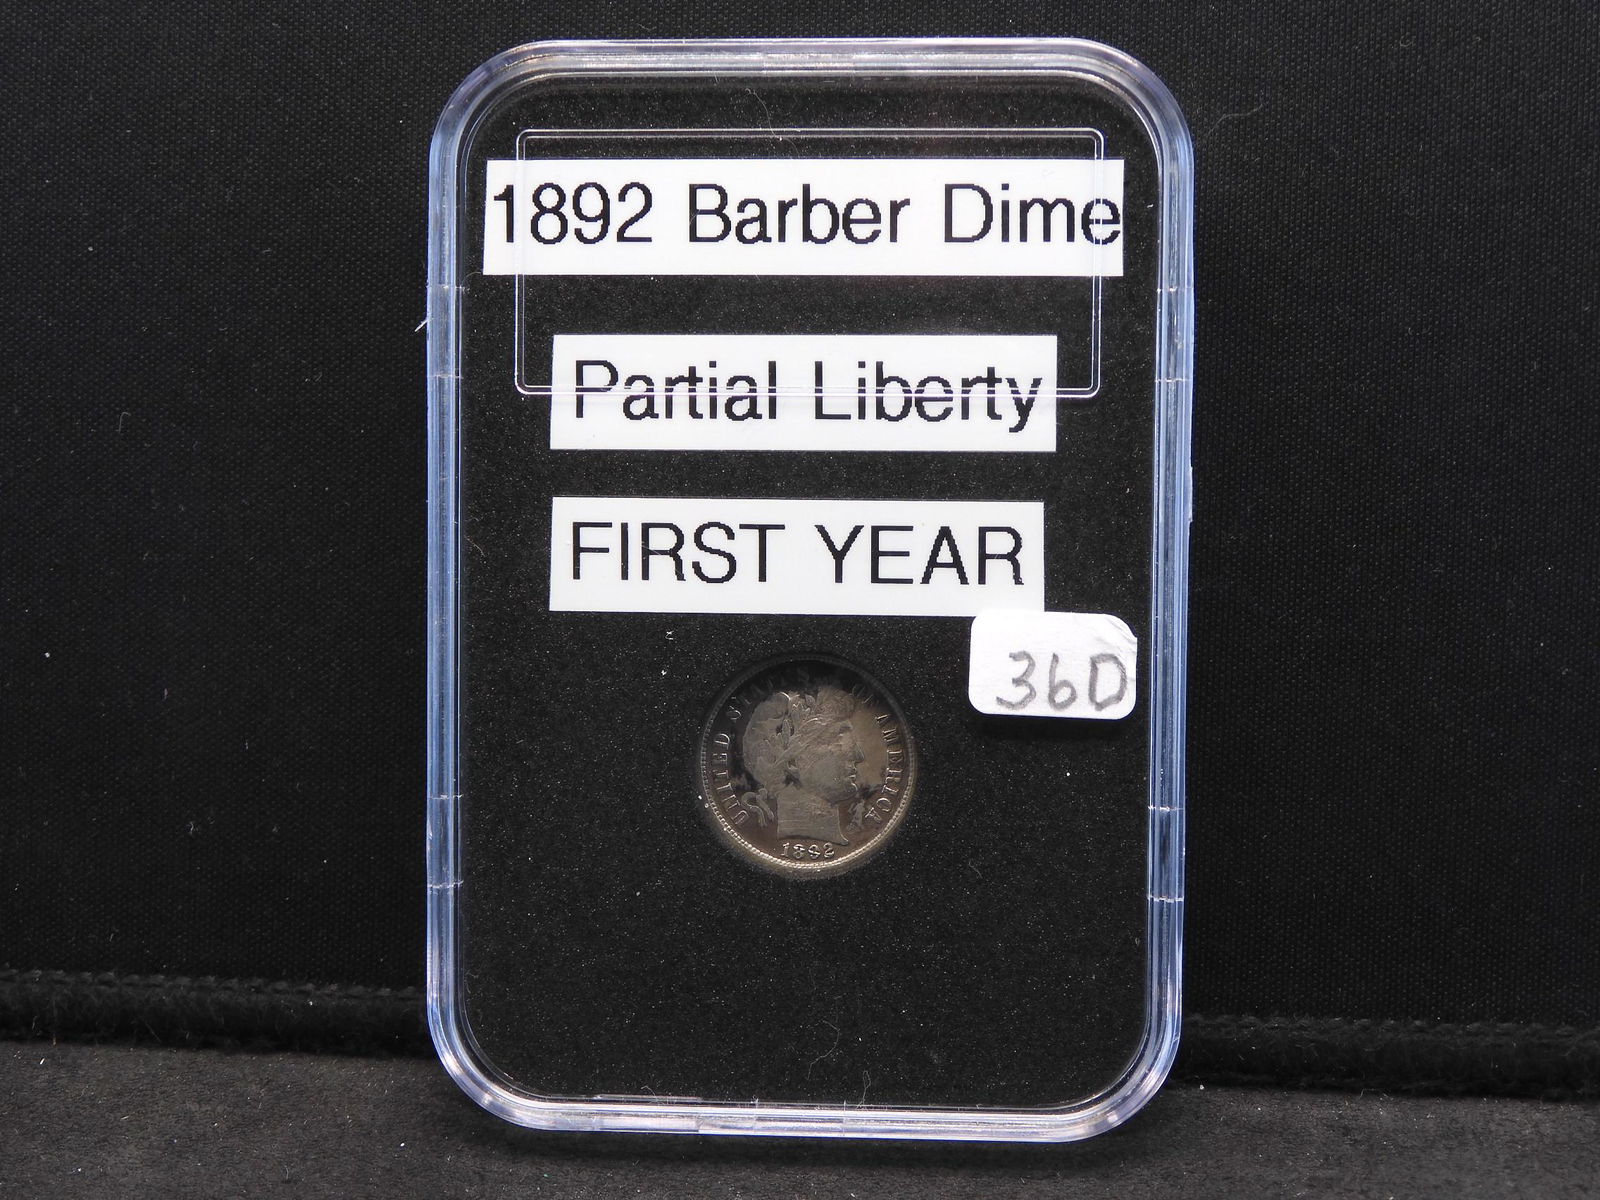 1892 Barber Dime
Partial Liberty
FIRST YEAR
36D
UNITED STATES OF AMERICA
1892